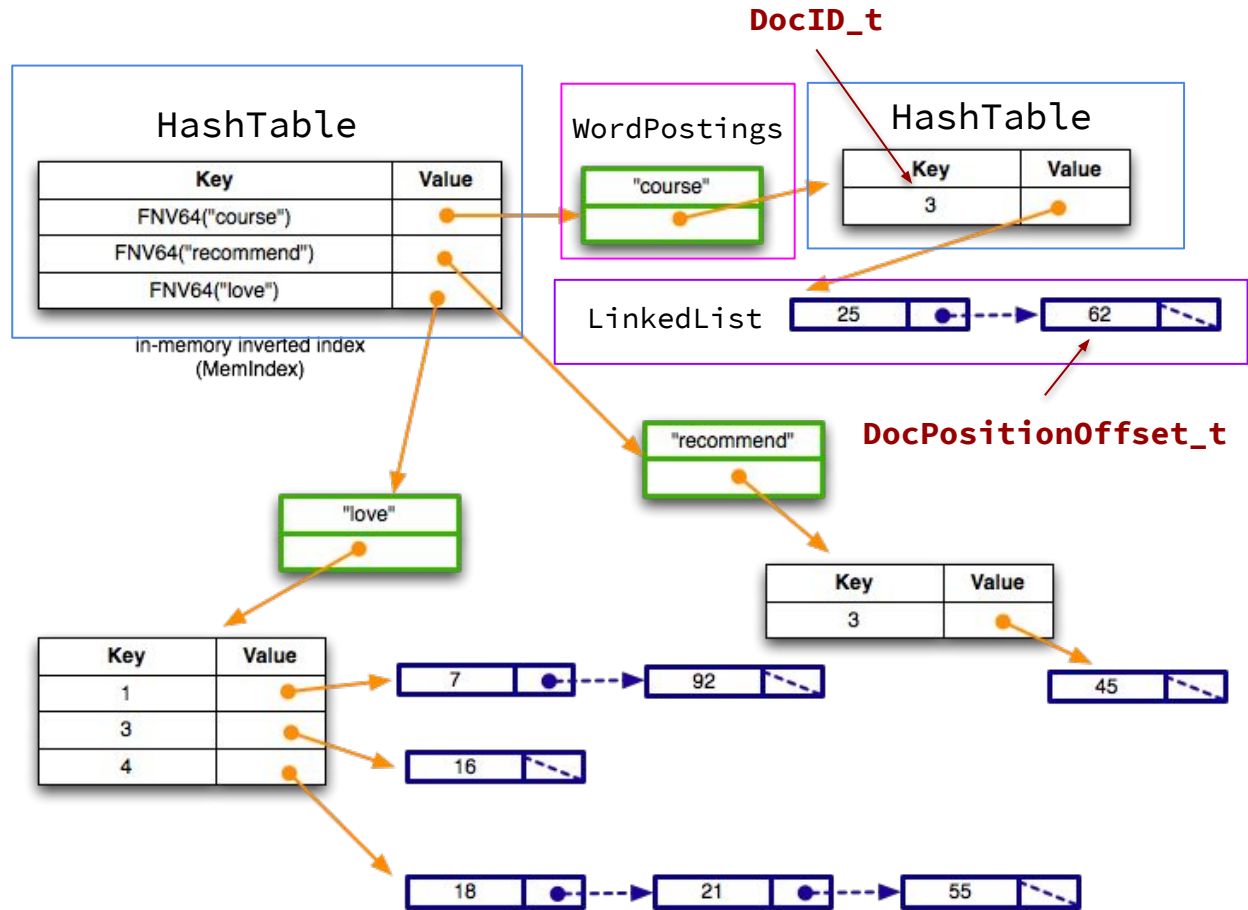 DocID_t
HashTable
Key Value
FNV64("course")
FNV64("recommend")
FNV64("love")
in-memory inverted index
(MemIndex)
WordPostings
"course"
HashTable
Key Value
3
LinkedList 25 62
DocPositionOffset_t
"recommend"
"love"
Key Value
3
45
Key Value
1
3
4
7 92
16
18 21 55